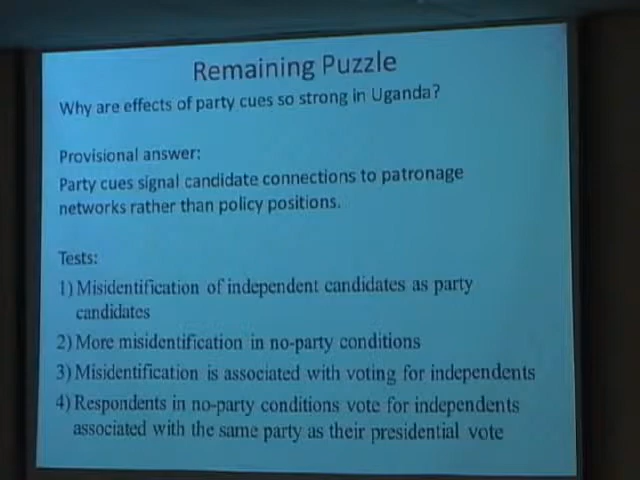 Remaining Puzzle
Why are effects of party cues so strong in Uganda?
Provisional answer:
Party cues signal candidate connections to patronage
networks rather than policy positions.
Tests:
1) Misidentification of independent candidates as party
candidates
2) More misidentification in no-party conditions
3) Misidentification is associated with voting for independents
4) Respondents in no-party conditions vote for independents
associated with the same party as their presidential vote